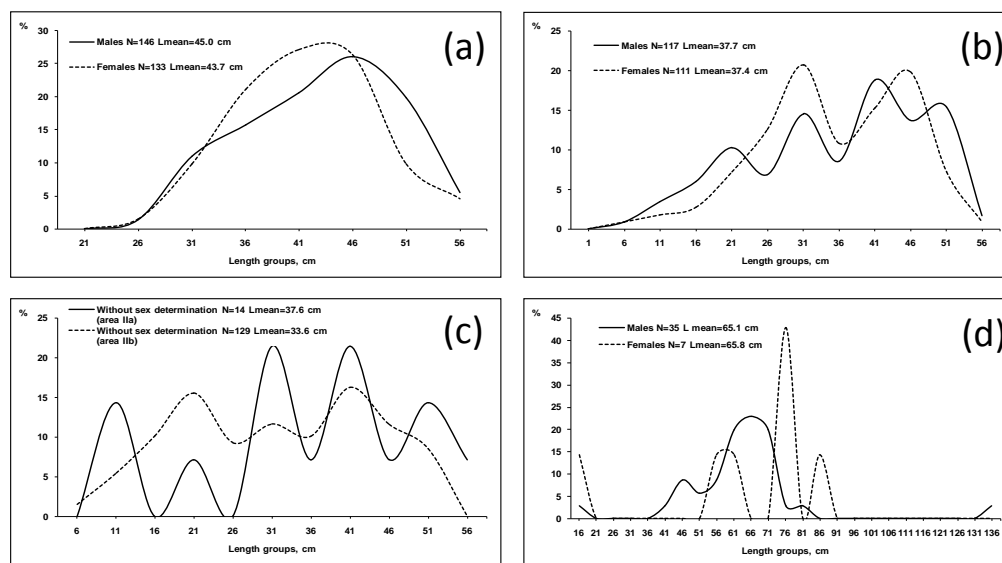 %
(a)
Males N=146 Lmean=45.0 cm
Females N=133 L mean=43.7 cm
30
25
20
15
10
5
0
21 26 31 36 41 46 51 56
Length groups, cm
%
(b)
Males N=117 Lmean=37.7 cm
Females N=111 Lmean=37.4 cm
25
20
15
10
5
0
1 6 11 16 21 26 31 36 41 46 51 56
Length groups, cm
%
(c)
Without sex determination N=14 Lmean=37.6 cm
(area IIa)
Without sex determination N=129 Lmean=33.6 cm
(area IIb)
25
20
15
10
5
0
6 11 16 21 26 31 36 41 46 51 56
Length groups, cm
%
(d)
Males N=35 L mean=65.1 cm
Females N=7 Lmean=65.8 cm
45
40
35
30
25
20
15
10
5
0
16 21 26 31 36 41 46 51 56 61 66 71 76 81 86 91 96 101 106 111 116 121 126 131 136
Length groups, cm